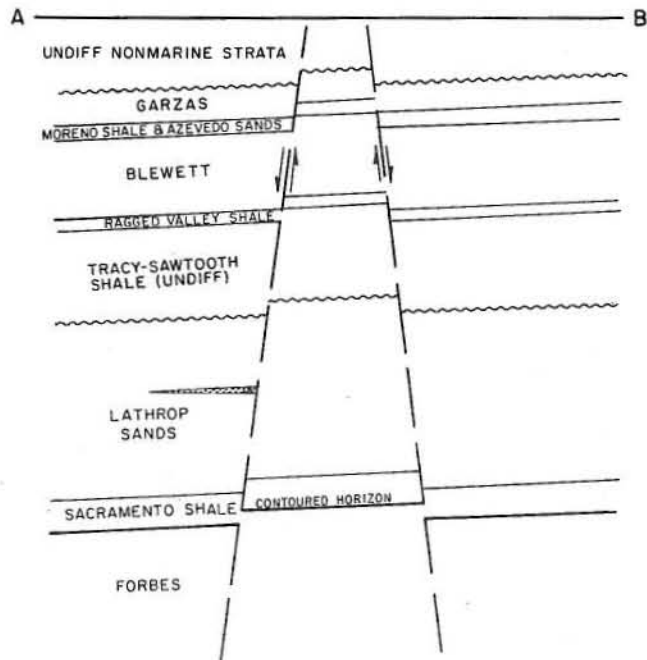 A
B
UNDIFF NONMARINE STRATA
GARZAS
MORENO SHALE & AZEVEDO SANDS
BLEWETT
RAGGED VALLEY SHALE
TRACY-SAWTOOTH
SHALE (UNDIFF)
LATHROP
SANDS
CONTOURED HORIZON
SACRAMENTO SHALE
FORBES